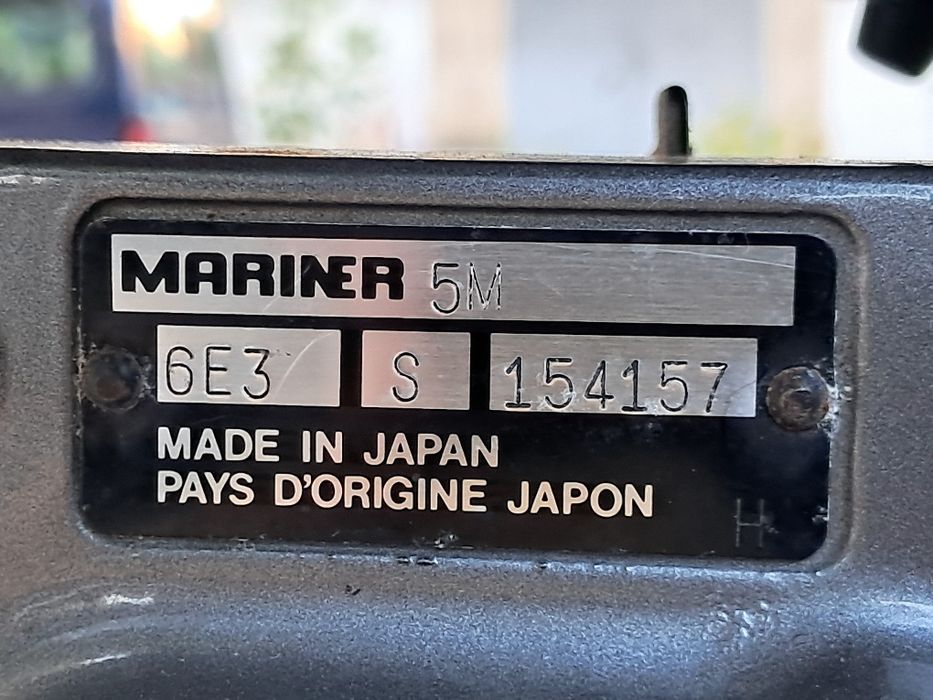 MARINER 5M
6E3 S 154157
MADE IN JAPAN
PAYS D'ORIGINE JAPON
H